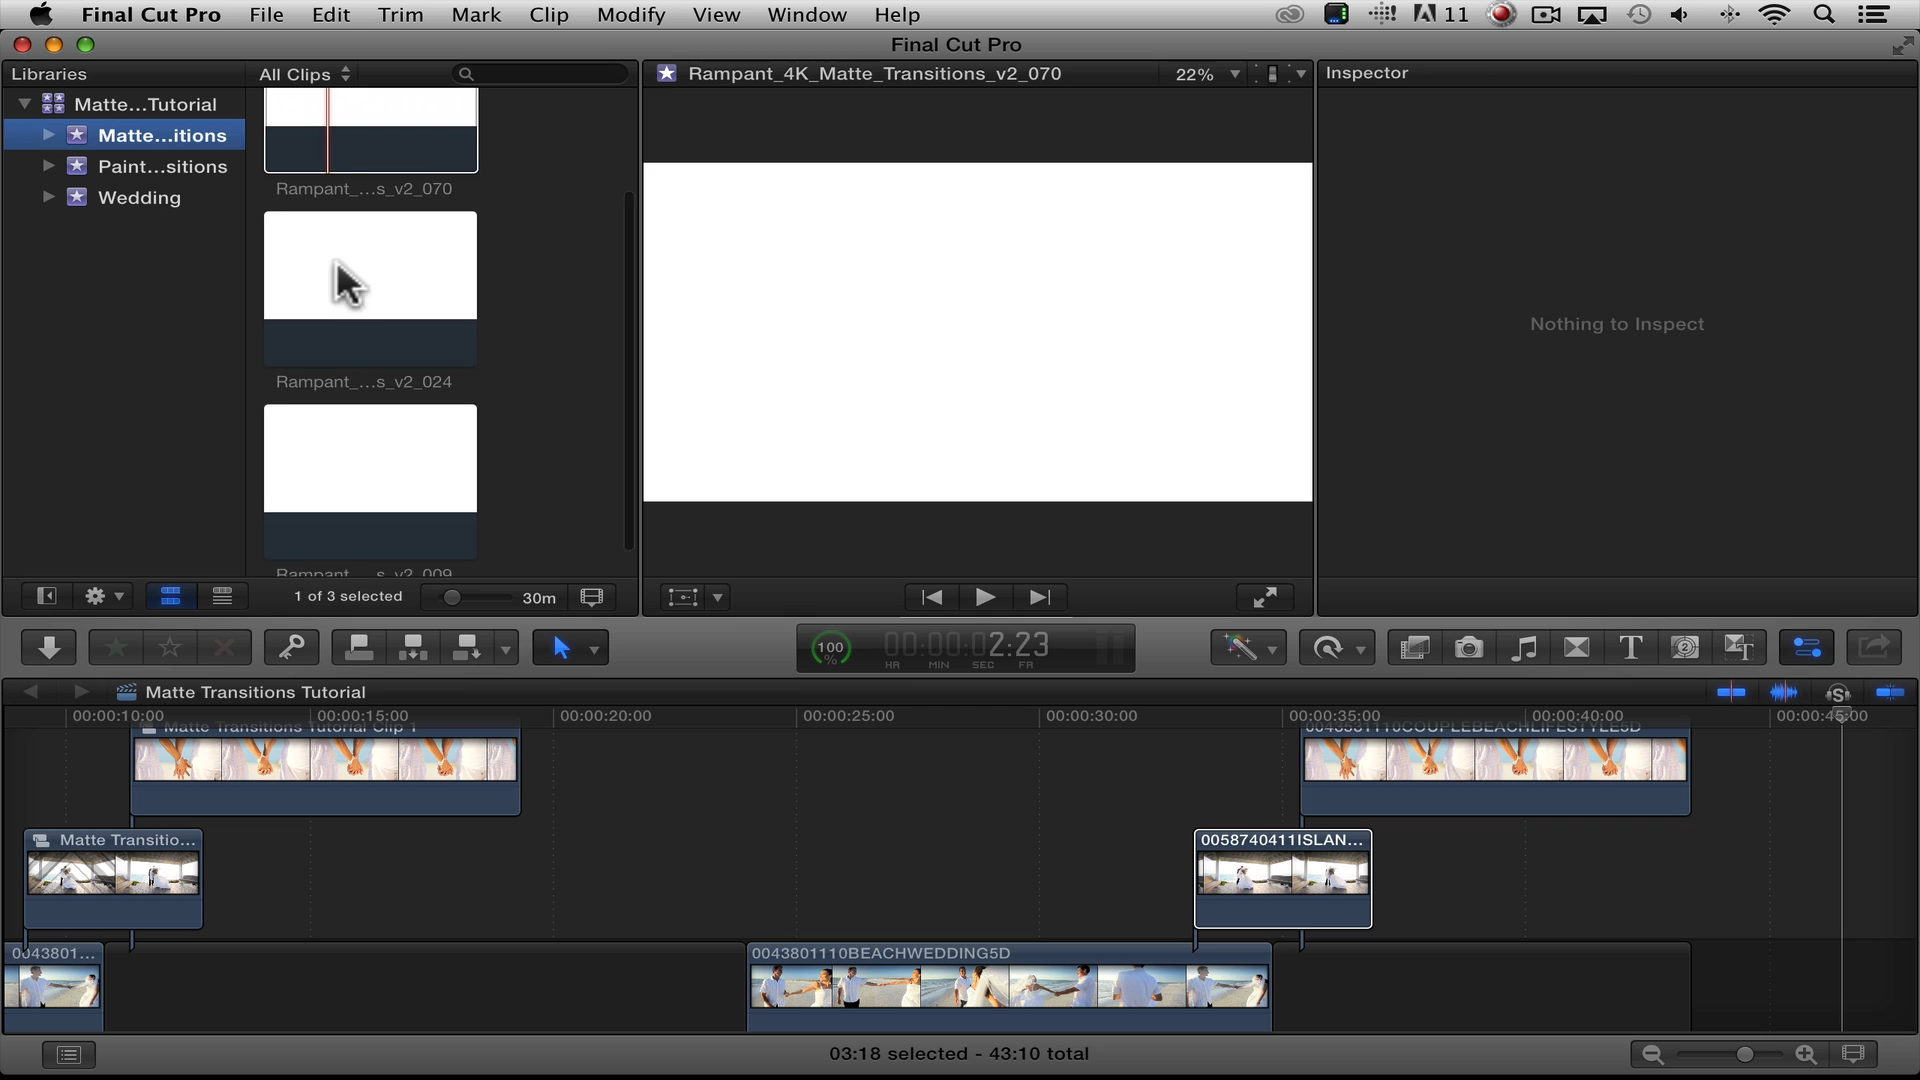 Final Cut Pro File Edit Trim Mark Clip Modify View Window Help 11
Final Cut Pro
Libraries All Clips Rampant_4K_Matte_Transitions_v2_070 22% Inspector
Matte...Tutorial
Matte...itions
Paint...sitions
Wedding
Rampant_...s_v2_070
Rampant_...s_v2_024
Rampant_...s_v2_009
Nothing to Inspect
1 of 3 selected 30m
100 % 00:00:02:23
HR MIN SEC FR
Matte Transitions Tutorial
00:00:10:00 00:00:15:00 00:00:20:00 00:00:25:00 00:00:30:00 00:00:35:00 00:00:40:00 00:00:45:00
Matte Transitions Tutorial Clip 1 0043931110COUPLEBEACHLIFESTYLE5D
Matte Transitio... 0058740411ISLAN...
0043801... 0043801110BEACHWEDDING5D
03:18 selected - 43:10 total